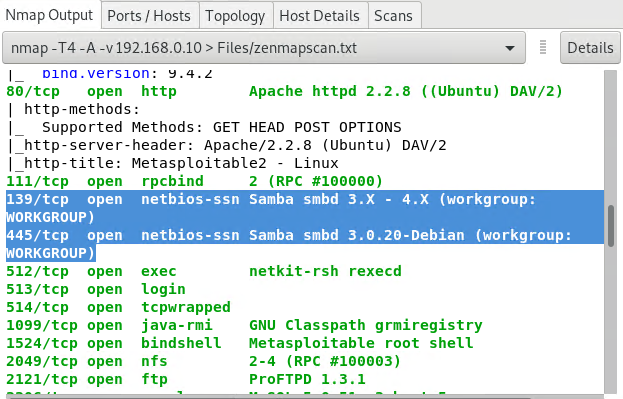 Nmap Output Ports / Hosts Topology Host Details Scans
nmap -T4 -A -v 192.168.0.10 > Files/zenmapscan.txt Details
|_  bind.version: 9.4.2
80/tcp   open  http        Apache httpd 2.2.8 ((Ubuntu) DAV/2)
| http-methods:
|_  Supported Methods: GET HEAD POST OPTIONS
|_http-server-header: Apache/2.2.8 (Ubuntu) DAV/2
|_http-title: Metasploitable2 - Linux
111/tcp  open  rpcbind     2 (RPC #100000)
139/tcp  open  netbios-ssn Samba smbd 3.X - 4.X (workgroup:
WORKGROUP)
445/tcp  open  netbios-ssn Samba smbd 3.0.20-Debian (workgroup:
WORKGROUP)
512/tcp  open  exec        netkit-rsh rexecd
513/tcp  open  login
514/tcp  open  tcpwrapped
1099/tcp open  java-rmi    GNU Classpath grmiregistry
1524/tcp open  bindshell   Metasploitable root shell
2049/tcp open  nfs         2-4 (RPC #100003)
2121/tcp open  ftp         ProFTPD 1.3.1